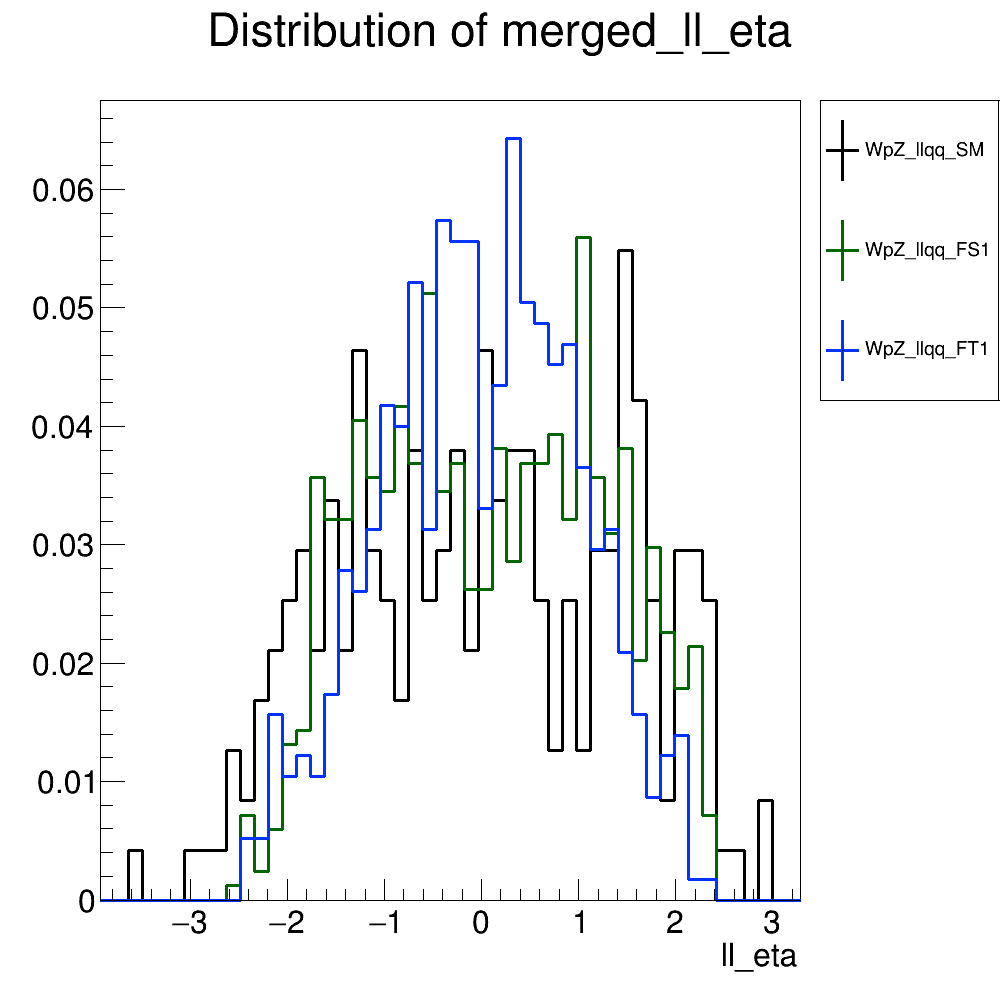 Distribution of merged_ll_eta
WpZ_llqq_SM
WpZ_llqq_FS1
WpZ_llqq_FT1
0.06
0.05
0.04
0.03
0.02
0.01
0
−3 −2 −1 0 1 2 3
ll_eta